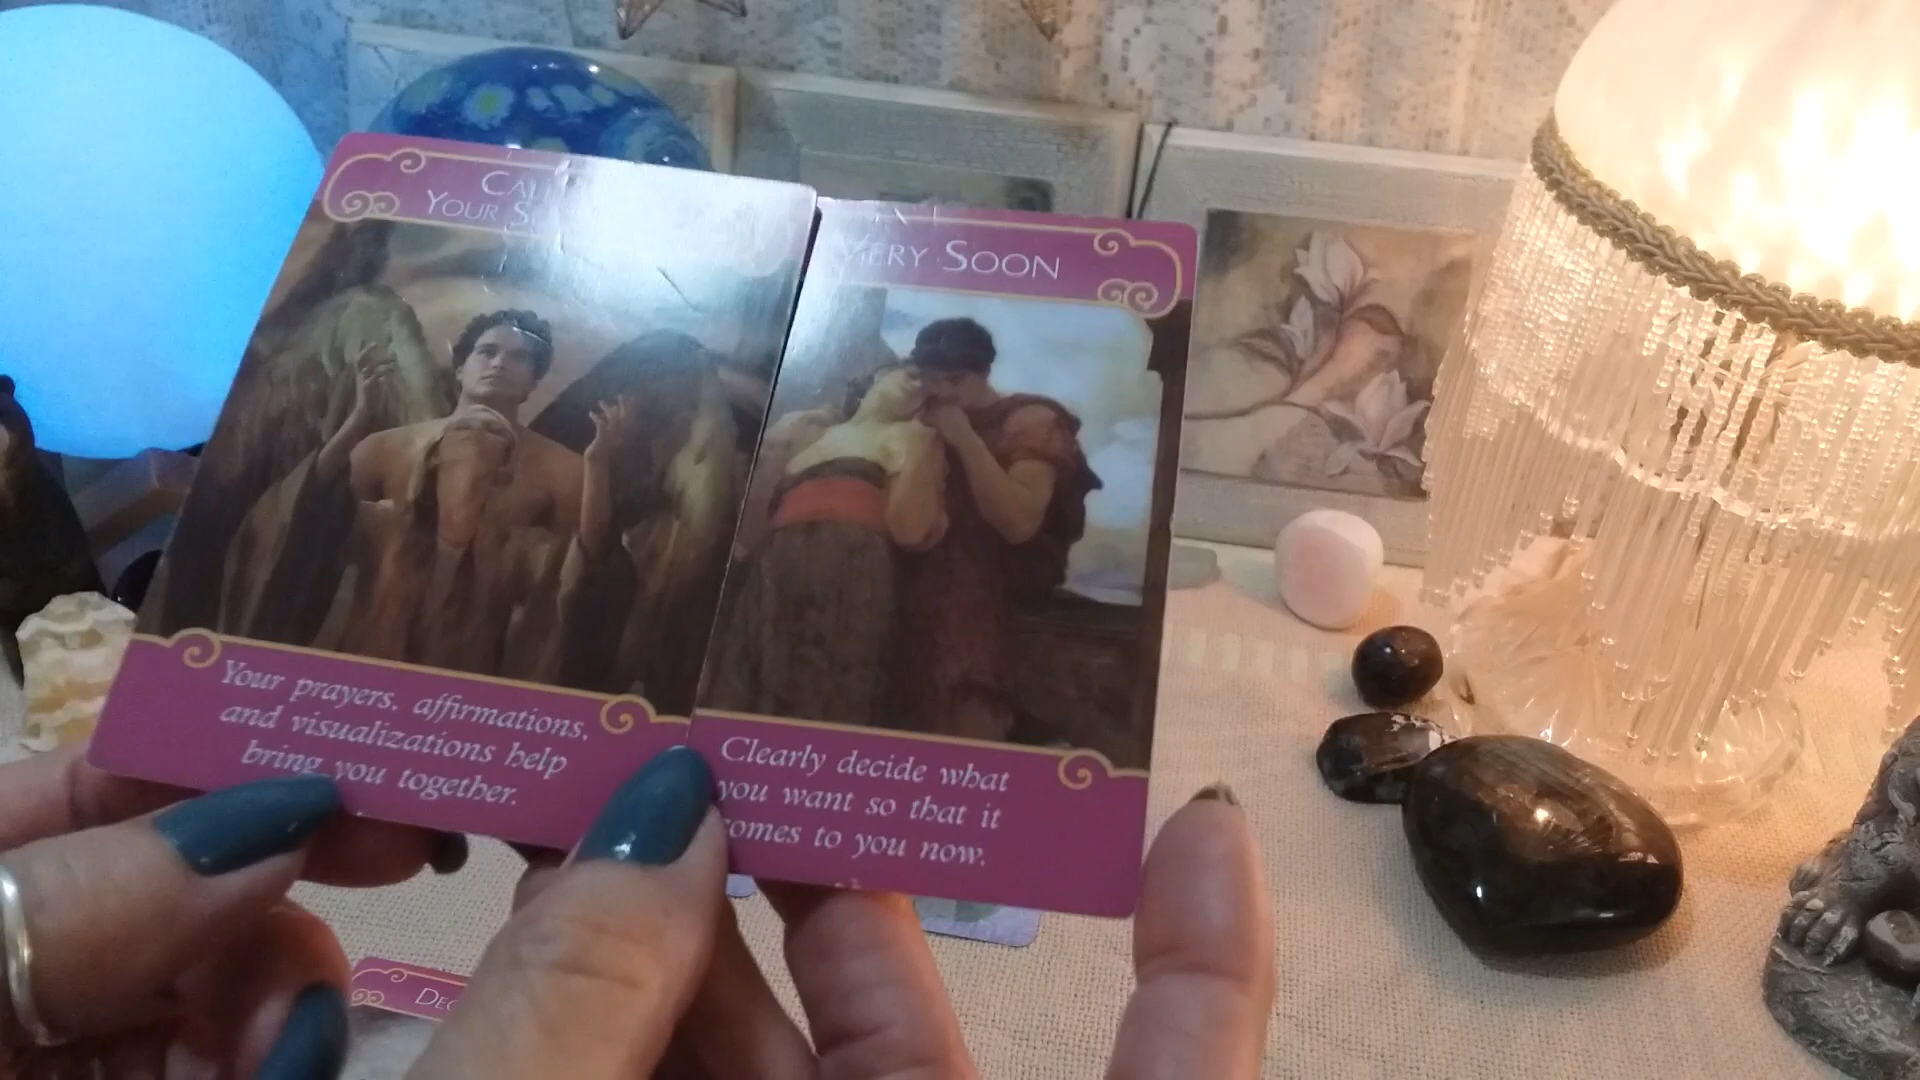 YOUR
Your prayers, affirmations,
and visualizations help
bring you together.
VERY SOON
Clearly decide what
you want so that it
comes to you now.